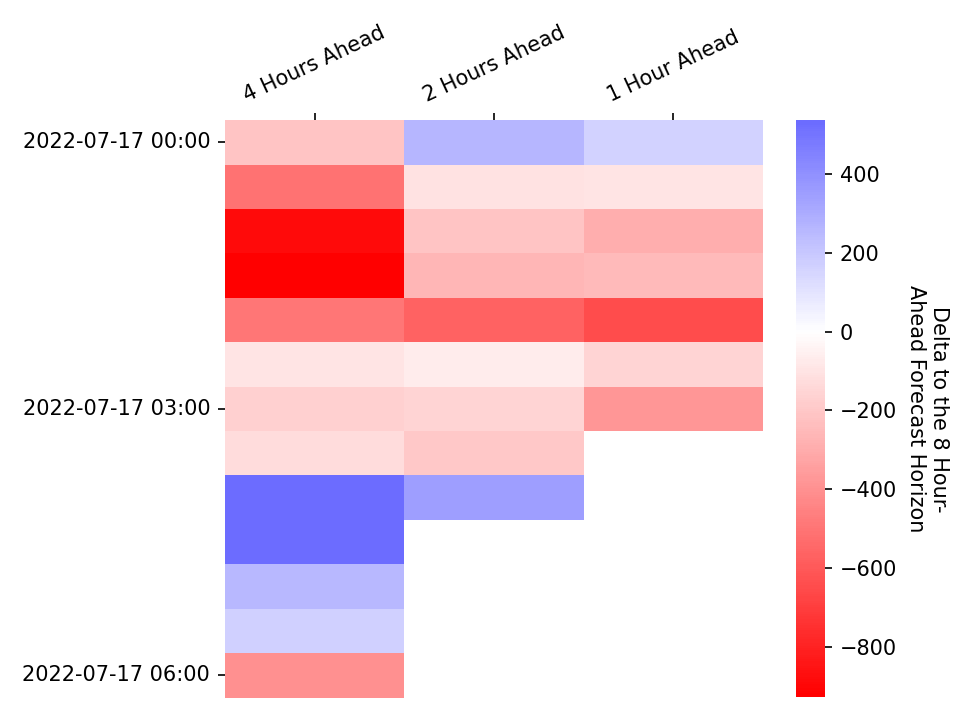 4 Hours Ahead
2 Hours Ahead
1 Hour Ahead
2022-07-17 00:00
2022-07-17 03:00
2022-07-17 06:00
400
200
0
−200
−400
−600
−800
Delta to the 8 Hour-
Ahead Forecast Horizon